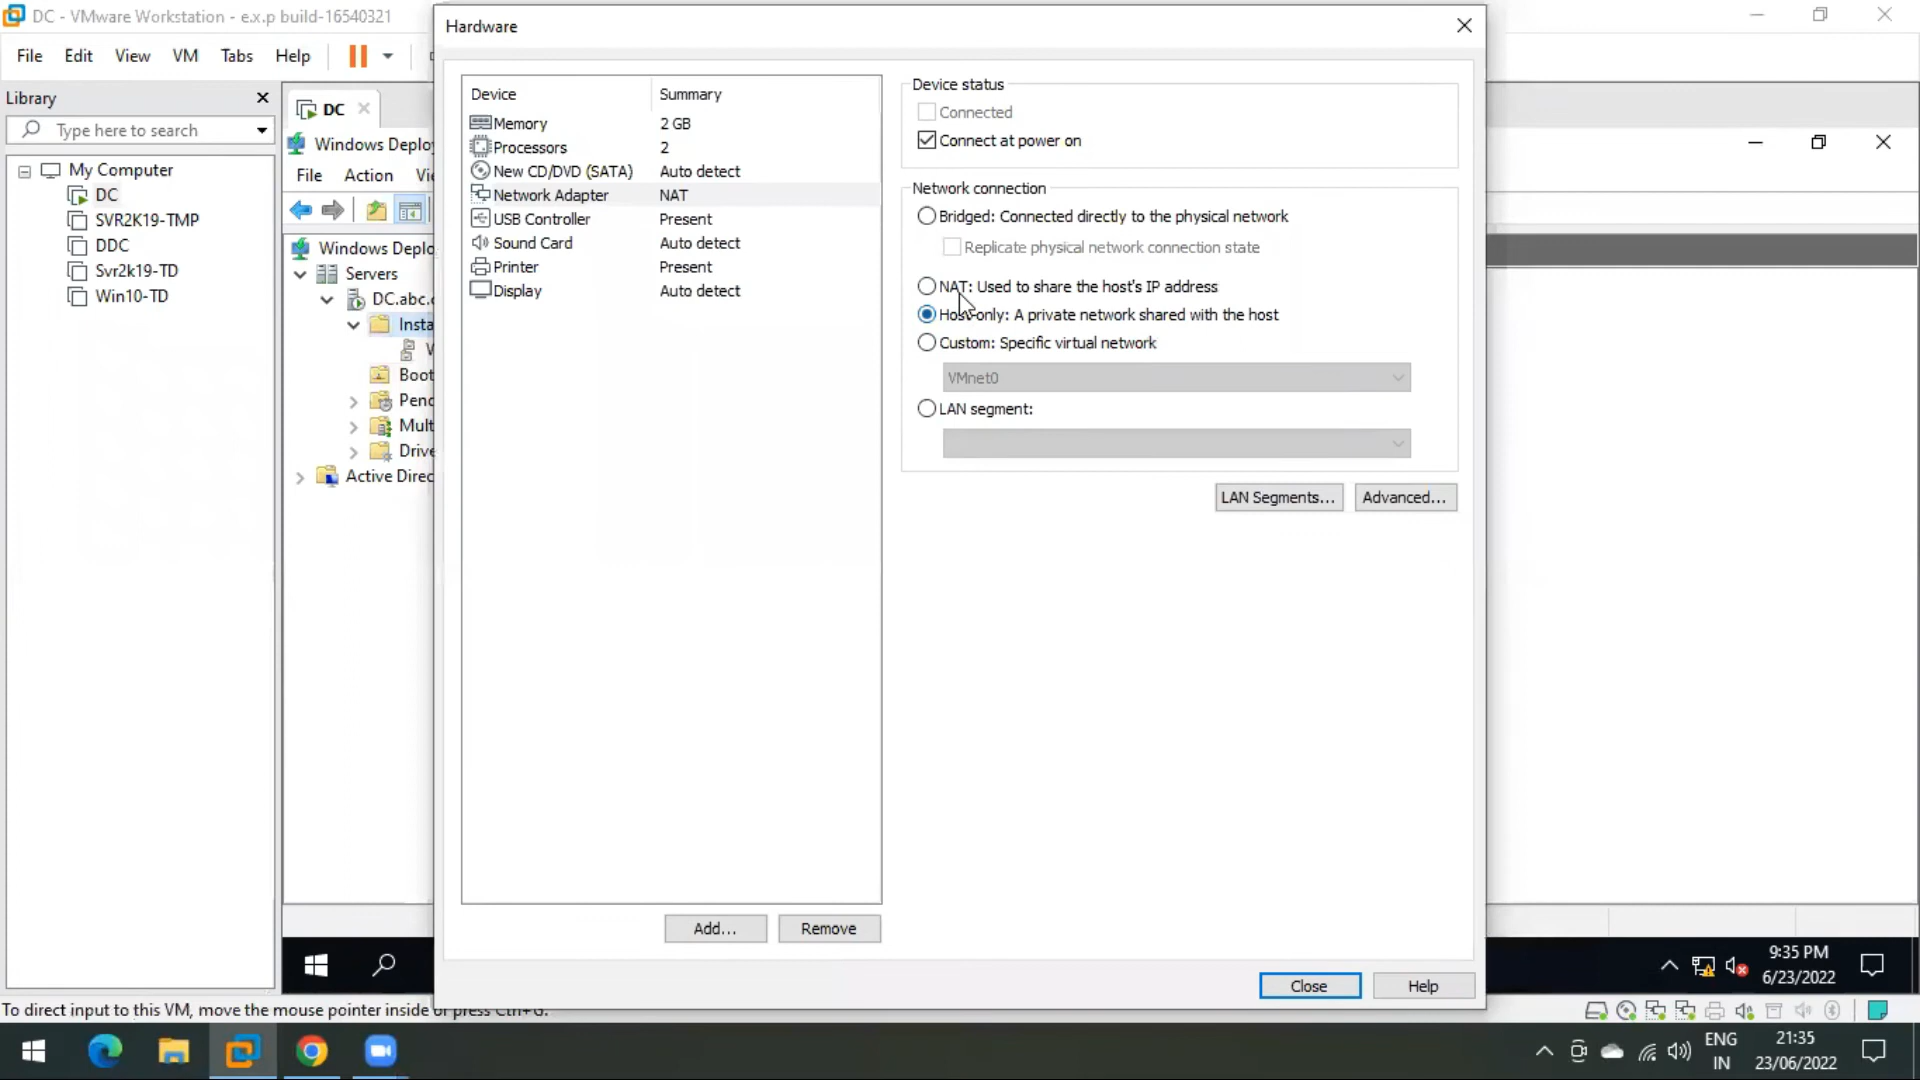 DC - VMware Workstation - e.x.p build-16540321
File Edit View VM Tabs Help
Library
Type here to search
My Computer
DC
SVR2K19-TMP
DDC
Svr2k19-TD
Win10-TD
DC
Windows Deploy
File Action Vi
Windows Deplo
Servers
DC.abc.
Insta
Boot
Pend
Mult
Drive
Active Direc
Hardware
Device Summary
Memory 2 GB
Processors 2
New CD/DVD (SATA) Auto detect
Network Adapter NAT
USB Controller Present
Sound Card Auto detect
Printer Present
Display Auto detect
Add... Remove
Device status
Connected
Connect at power on
Network connection
Bridged: Connected directly to the physical network
Replicate physical network connection state
NAT: Used to share the host's IP address
Host-only: A private network shared with the host
Custom: Specific virtual network
VMnet0
LAN segment:
LAN Segments... Advanced...
Close Help
9:35 PM
6/23/2022
To direct input to this VM, move the mouse pointer inside or press Ctrl+G.
ENG
IN
21:35
23/06/2022